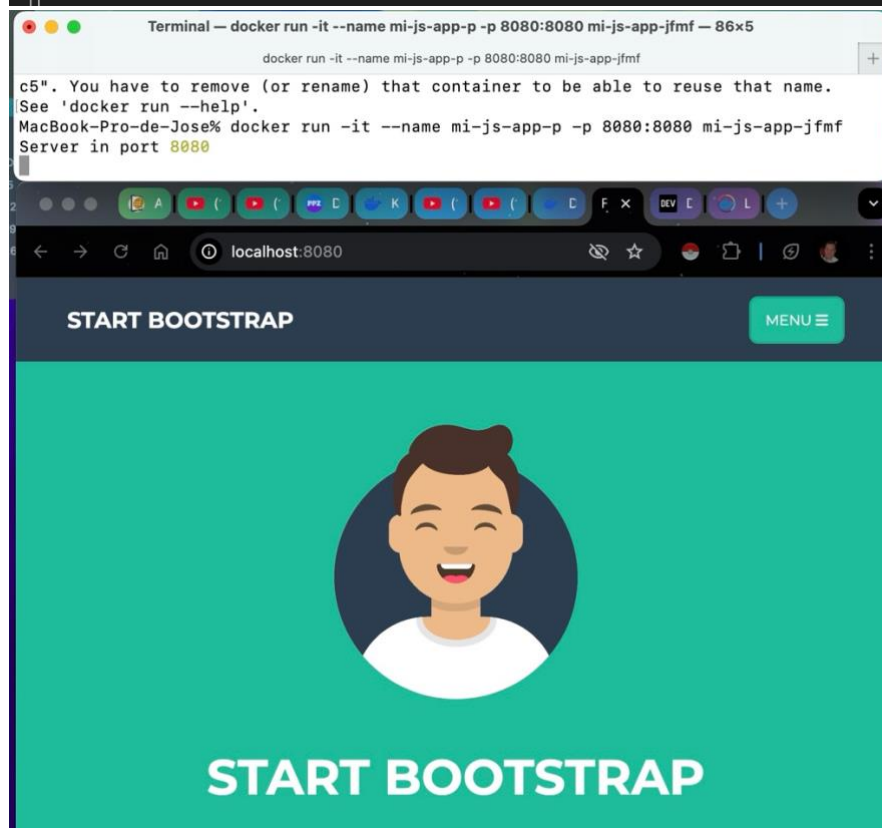 Terminal — docker run -it --name mi-js-app-p -p 8080:8080 mi-js-app-jfmf — 86×5
docker run -it --name mi-js-app-p -p 8080:8080 mi-js-app-jfmf
c5". You have to remove (or rename) that container to be able to reuse that name.
See 'docker run --help'.
MacBook-Pro-de-Jose% docker run -it --name mi-js-app-p -p 8080:8080 mi-js-app-jfmf
Server in port 8080
A ( ( PPZ D K ( ( D F DEV D L
localhost:8080
START BOOTSTRAP
MENU
START BOOTSTRAP